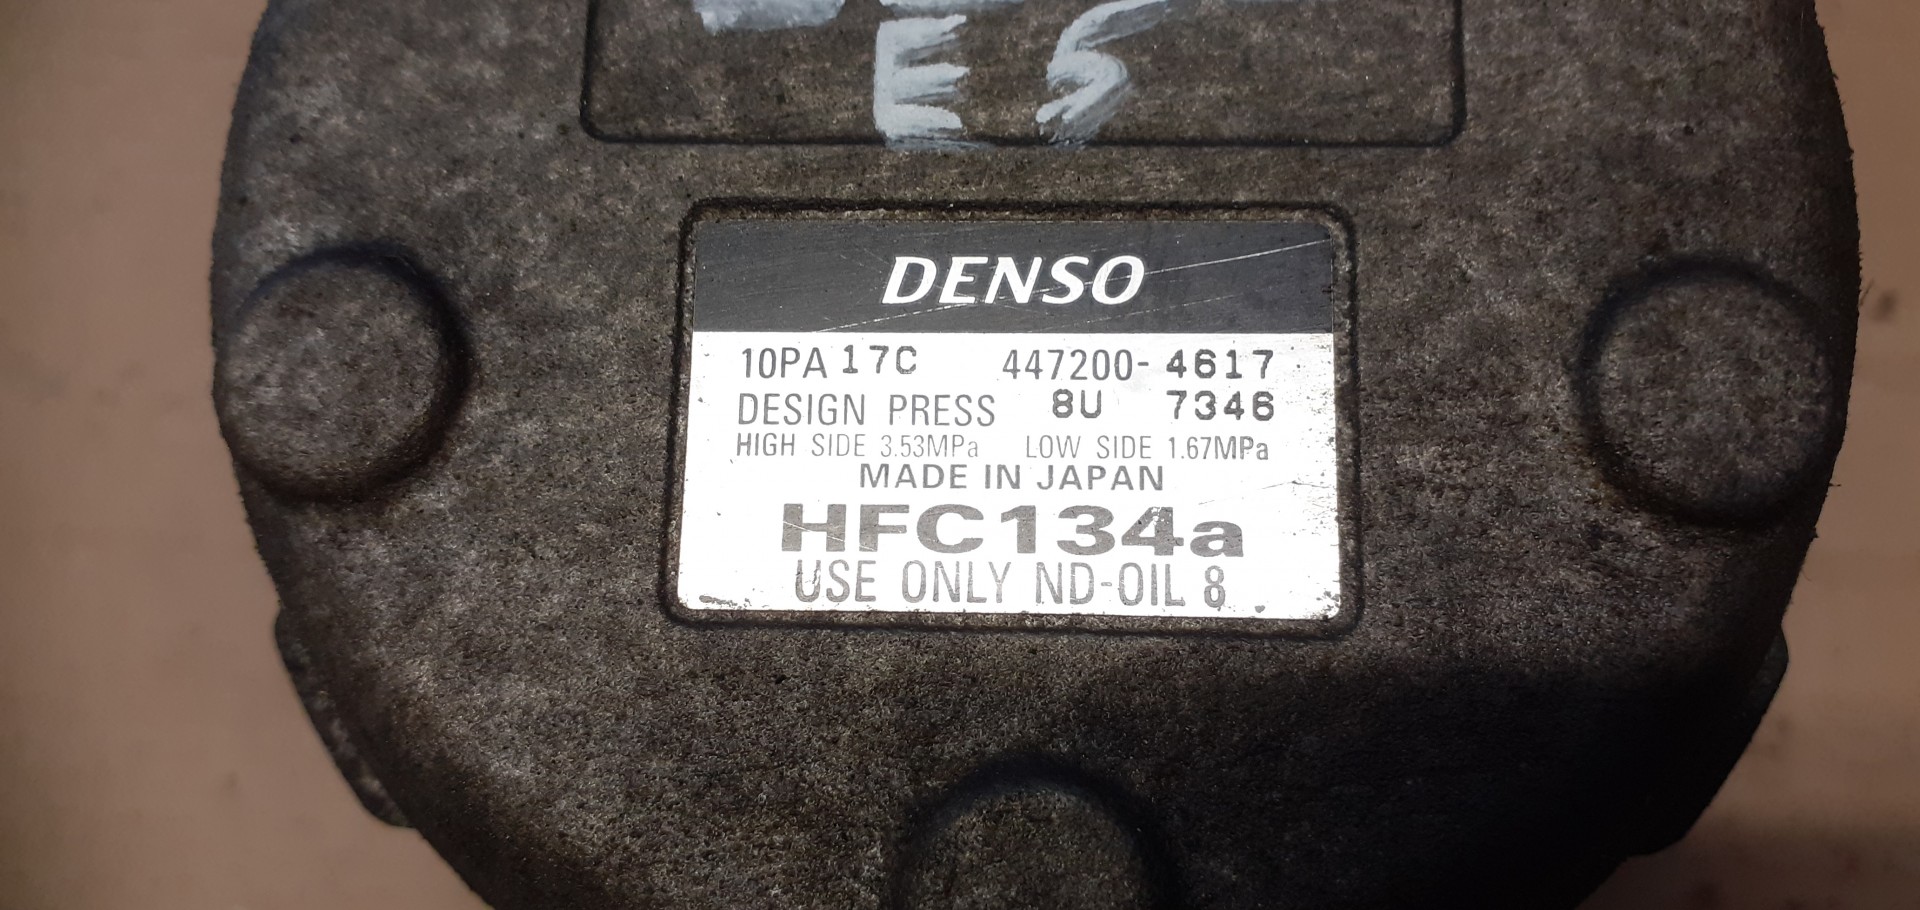 ES
DENSO
10PA 17C 447200-4617
DESIGN PRESS 8U 7346
HIGH SIDE 3.53MPa LOW SIDE 1.67MPa
MADE IN JAPAN
HFC134a
USE ONLY ND-OIL 8